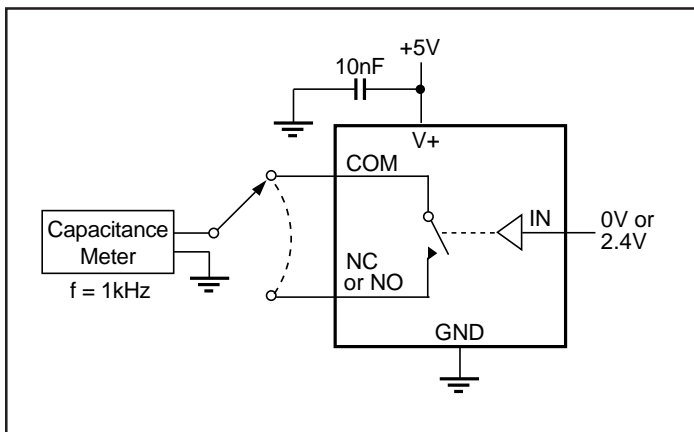 +5V
10nF
V+
COM
IN
0V or
2.4V
Capacitance
Meter
f = 1kHz
NC
or NO
GND